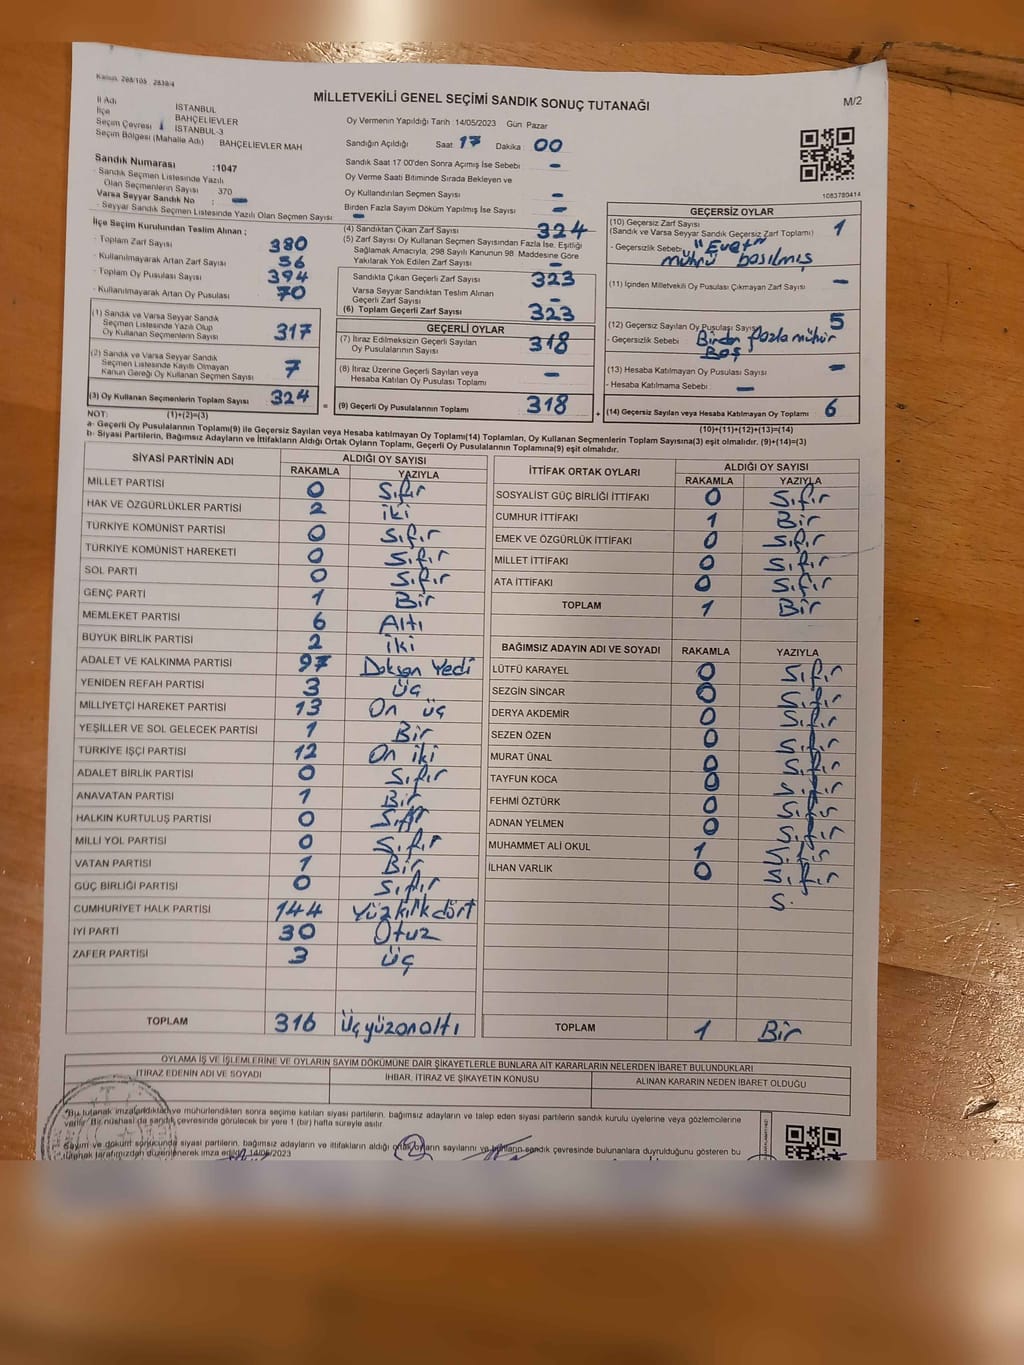 Kanun. 298/105 . 2839/4
MİLLETVEKİLİ GENEL SEÇİMİ SANDIK SONUÇ TUTANAĞI
M/2
İl Adı İSTANBUL
İlçe BAHÇELİEVLER
Seçim Çevresi İSTANBUL-3
Seçim Bölgesi (Mahalle Adı) BAHÇELİEVLER MAH
Oy Vermenin Yapıldığı Tarih 14/05/2023 Gün Pazar
Sandığın Açıldığı Saat 17 Dakika 00
Sandık Saat 17 00'den Sonra Açımış İse Sebebi -
Oy Verme Saati Bitiminde Sırada Bekleyen ve
Oy Kullandırılan Seçmen Sayısı -
Birden Fazla Sayım Döküm Yapılmış İse Sayısı -
Sandık Numarası :1047
- Sandık Seçmen Listesinde Yazılı
Olan Seçmenlerin Sayısı 370
Varsa Seyyar Sandık No : -
- Seyyar Sandık Seçmen Listesinde Yazılı Olan Seçmen Sayısı -
1083780414
İlçe Seçim Kurulundan Teslim Alınan ;
- Toplam Zarf Sayısı 380
- Kullanılmayarak Artan Zarf Sayısı 56
- Toplam Oy Pusulası Sayısı 394
- Kullanılmayarak Artan Oy Pusulası 70
(1) Sandık ve Varsa Seyyar Sandık
Seçmen Listesinde Yazılı Olup
Oy Kullanan Seçmenlerin Sayısı 317
(2) Sandık ve Varsa Seyyar Sandık
Seçmen Listesinde Kayıtlı Olmayan
Kanun Gereği Oy Kullanan Seçmen Sayısı 7
(3) Oy Kullanan Seçmenlerin Toplam Sayısı 324
(4) Sandıktan Çıkan Zarf Sayısı 324
(5) Zarf Sayısı Oy Kullanan Seçmen Sayısından Fazla İse, Eşitliği
Sağlamak Amacıyla, 298 Sayılı Kanunun 98 Maddesine Göre
Yakılarak Yok Edilen Zarf Sayısı -
Sandıkta Çıkan Geçerli Zarf Sayısı 323
Varsa Seyyar Sandıktan Teslim Alınan
Geçerli Zarf Sayısı -
(6) Toplam Geçerli Zarf Sayısı 323
GEÇERLİ OYLAR
(7) İtiraz Edilmeksizin Geçerli Sayılan
Oy Pusulalarının Sayısı 318
(8) İtiraz Üzerine Geçerli Sayılan veya
Hesaba Katılan Oy Pusulası Toplamı -
= (9) Geçerli Oy Pusulalarının Toplamı 318 +
GEÇERSİZ OYLAR
(10) Geçersiz Zarf Sayısı 1
(Sandık ve Varsa Seyyar Sandık Geçersiz Zarf Toplamı)
- Geçersizlik Sebebi "Evet"
mührü basılmış
(11) İçinden Milletvekili Oy Pusulası Çıkmayan Zarf Sayısı -
(12) Geçersiz Sayılan Oy Pusulası Sayısı 5
- Geçersizlik Sebebi Birden fazla mühür
Boş
(13) Hesaba Katılmayan Oy Pusulası Sayısı -
- Hesaba Katılmama Sebebi -
(14) Geçersiz Sayılan veya Hesaba Katılmayan Oy Toplamı 6
NOT: (1)+(2)=(3)
(10)+(11)+(12)+(13)=(14)
a- Geçerli Oy Pusulalarının Toplamı(9) ile Geçersiz Sayılan veya Hesaba katılmayan Oy Toplamı(14) Toplamları, Oy Kullanan Seçmenlerin Toplam Sayısına(3) eşit olmalıdır. (9)+(14)=(3)
b- Siyasi Partilerin, Bağımsız Adayların ve İttifakların Aldığı Ortak Oyların Toplamı, Geçerli Oy Pusulalarının Toplamına(9) eşit olmalıdır.
SİYASİ PARTİNİN ADI ALDIĞI OY SAYISI
RAKAMLA YAZIYLA
MİLLET PARTİSİ 0 Sıfır
HAK VE ÖZGÜRLÜKLER PARTİSİ 2 iki
TÜRKİYE KOMÜNİST PARTİSİ 0 Sıfır
TÜRKİYE KOMÜNİST HAREKETİ 0 Sıfır
SOL PARTİ 0 Sıfır
GENÇ PARTİ 1 Bir
MEMLEKET PARTİSİ 6 Altı
BÜYÜK BİRLİK PARTİSİ 2 iki
ADALET VE KALKINMA PARTİSİ 97 Doksan Yedi
YENİDEN REFAH PARTİSİ 3 üç
MİLLİYETÇİ HAREKET PARTİSİ 13 On üç
YEŞİLLER VE SOL GELECEK PARTİSİ 1 Bir
TÜRKİYE İŞÇİ PARTİSİ 12 On iki
ADALET BİRLİK PARTİSİ 0 Sıfır
ANAVATAN PARTİSİ 1 Bir
HALKIN KURTULUŞ PARTİSİ 0 Sıfır
MİLLİ YOL PARTİSİ 0 Sıfır
VATAN PARTİSİ 1 Bir
GÜÇ BİRLİĞİ PARTİSİ 0 Sıfır
CUMHURİYET HALK PARTİSİ 144 Yüzkırkdört
İYİ PARTİ 30 Otuz
ZAFER PARTİSİ 3 üç
TOPLAM 316 üçyüzonaltı
İTTİFAK ORTAK OYLARI ALDIĞI OY SAYISI
RAKAMLA YAZIYLA
SOSYALİST GÜÇ BİRLİĞİ İTTİFAKI 0 Sıfır
CUMHUR İTTİFAKI 1 Bir
EMEK VE ÖZGÜRLÜK İTTİFAKI 0 Sıfır
MİLLET İTTİFAKI 0 Sıfır
ATA İTTİFAKI 0 Sıfır
TOPLAM 1 Bir
BAĞIMSIZ ADAYIN ADI VE SOYADI RAKAMLA YAZIYLA
LÜTFÜ KARAYEL 0 Sıfır
SEZGİN SİNCAR 0 Sıfır
DERYA AKDEMİR 0 Sıfır
SEZEN ÖZEN 0 Sıfır
MURAT ÜNAL 0 Sıfır
TAYFUN KOCA 0 Sıfır
FEHMİ ÖZTÜRK 0 Sıfır
ADNAN YELMEN 0 Sıfır
MUHAMMET ALİ OKUL 1 Sıfır
İLHAN VARLIK 0 Sıfır
S.
TOPLAM 1 Bir
OYLAMA İŞ VE İŞLEMLERİNE VE OYLARIN SAYIM DÖKÜMÜNE DAİR ŞİKAYETLERLE BUNLARA AİT KARARLARIN NELERDEN İBARET BULUNDUKLARI
İTİRAZ EDENİN ADI VE SOYADI İHBAR, İTİRAZ VE ŞİKAYETİN KONUSU ALINAN KARARIN NEDEN İBARET OLDUĞU
*Bu tutanak imzalandıktan ve mühürlendikten sonra seçime katılan siyasi partilerin, bağımsız adayların ve talep eden siyasi partilerin sandık kurulu üyelerine veya gözlemcilerine
verilir. Bir nüshası da sandık çevresinde görülecek bir yere 1 (bir) hafta süreyle asılır.
Sayım ve döküm sonucunda siyasi partilerin, bağımsız adayların ve ittifakların aldığı ortak oyların sayılarını ve bunların sandık çevresinde bulunanlara duyrulduğunu gösteren bu
tutanak tarafımızdan düzenlenerek imza edildi. 14/05/2023